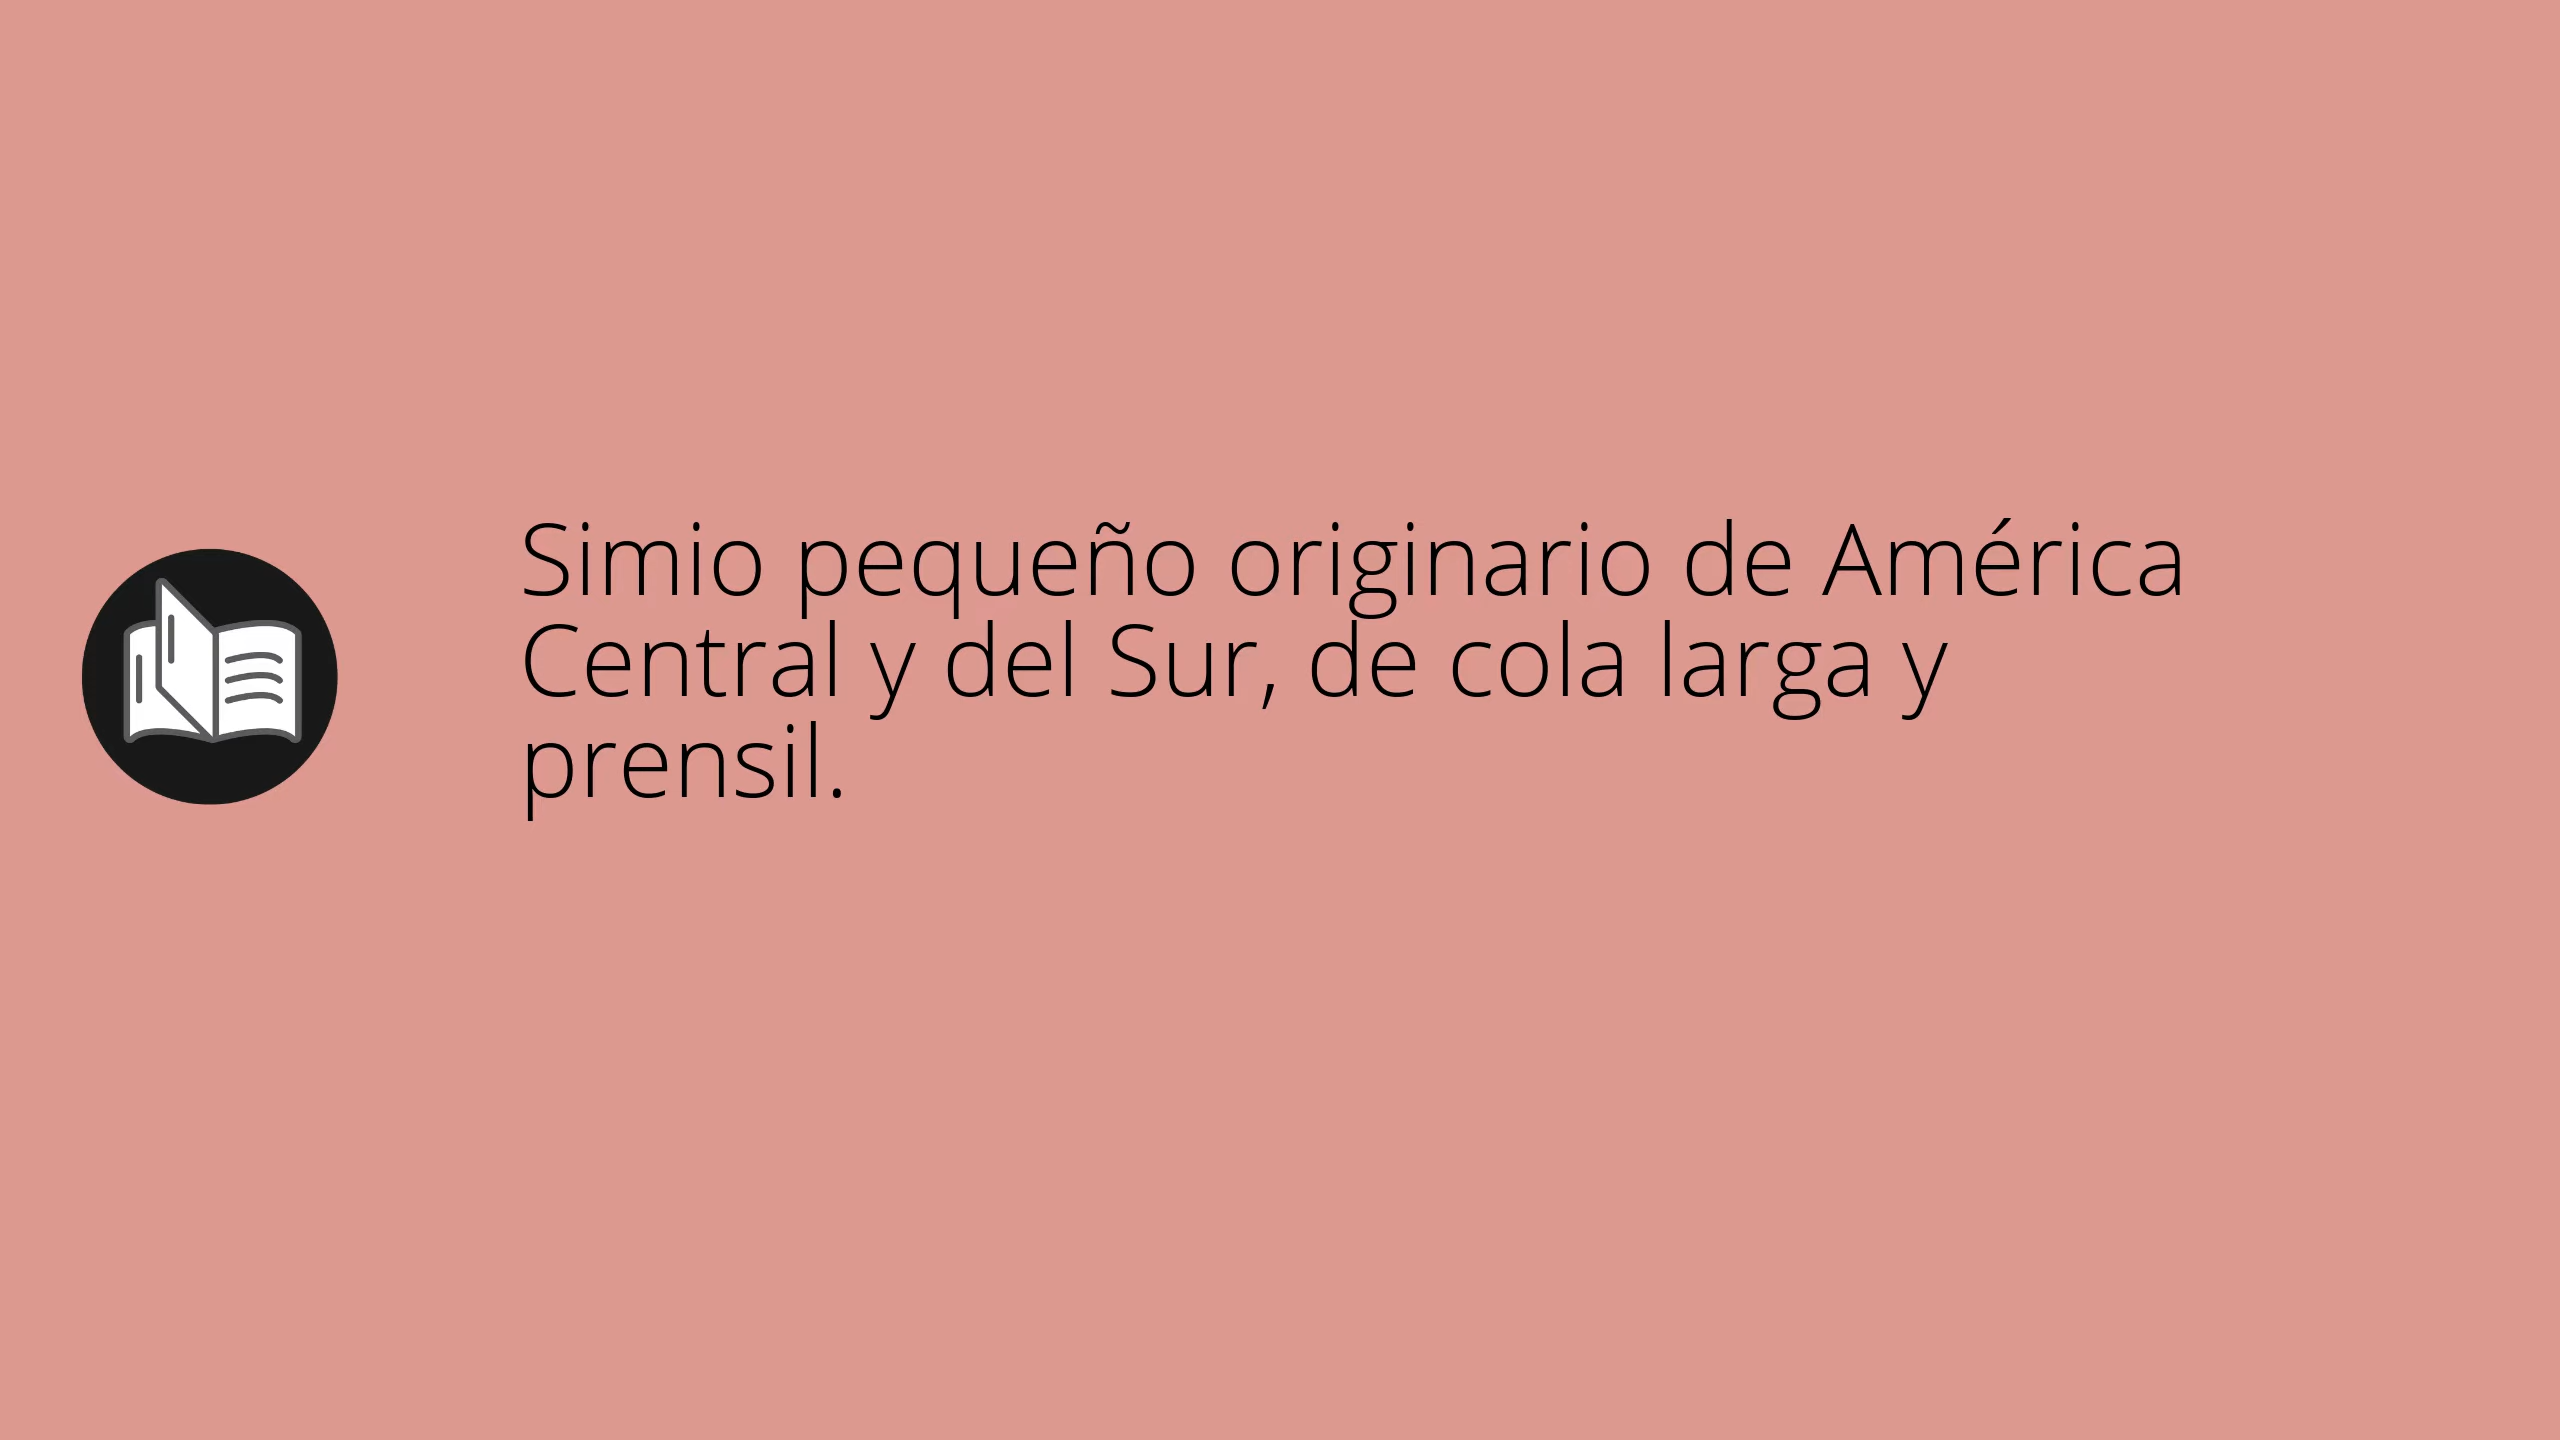 Simio pequeño originario de América
Central y del Sur, de cola larga y
prensil.